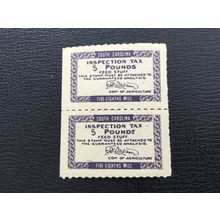 SOUTH CAROLINA
INSPECTION TAX
5 POUNDS
FEED STUFF
THIS STAMP MUST BE ATTACHED TO
THE GUARANTEED ANALYSIS.
COM OF AGRICULTURE
FIVE-EIGHTHS MILL
SOUTH CAROLINA
INSPECTION TAX
5 POUNDS
FEED STUFF
THIS STAMP MUST BE ATTACHED TO
THE GUARANTEED ANALYSIS.
COM OF AGRICULTURE
FIVE-EIGHTHS MILL